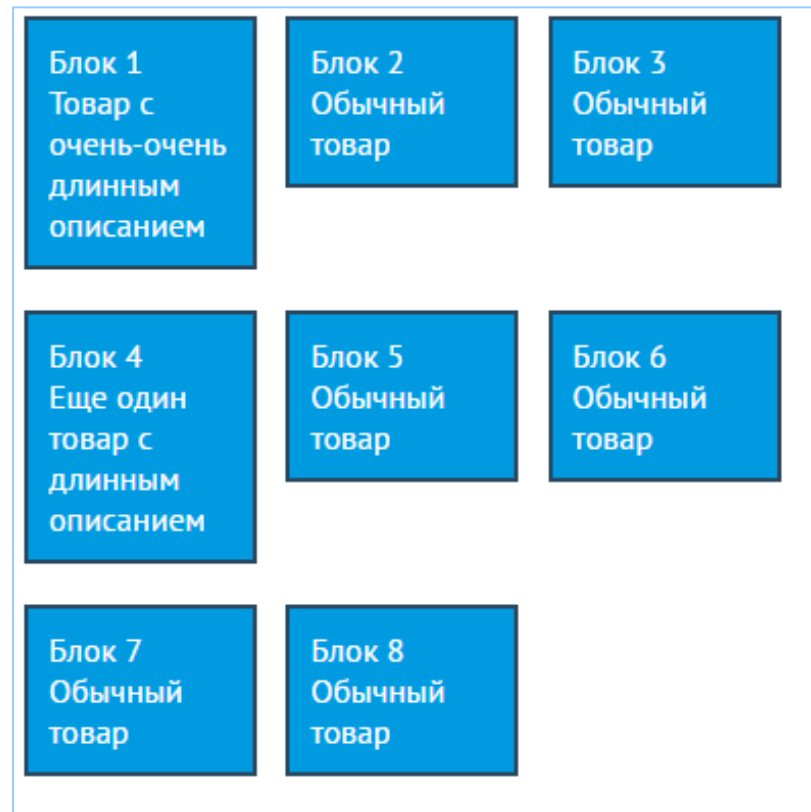 Блок 1
Товар с
очень-очень
длинным
описанием
Блок 2
Обычный
товар
Блок 3
Обычный
товар
Блок 4
Еще один
товар с
длинным
описанием
Блок 5
Обычный
товар
Блок 6
Обычный
товар
Блок 7
Обычный
товар
Блок 8
Обычный
товар